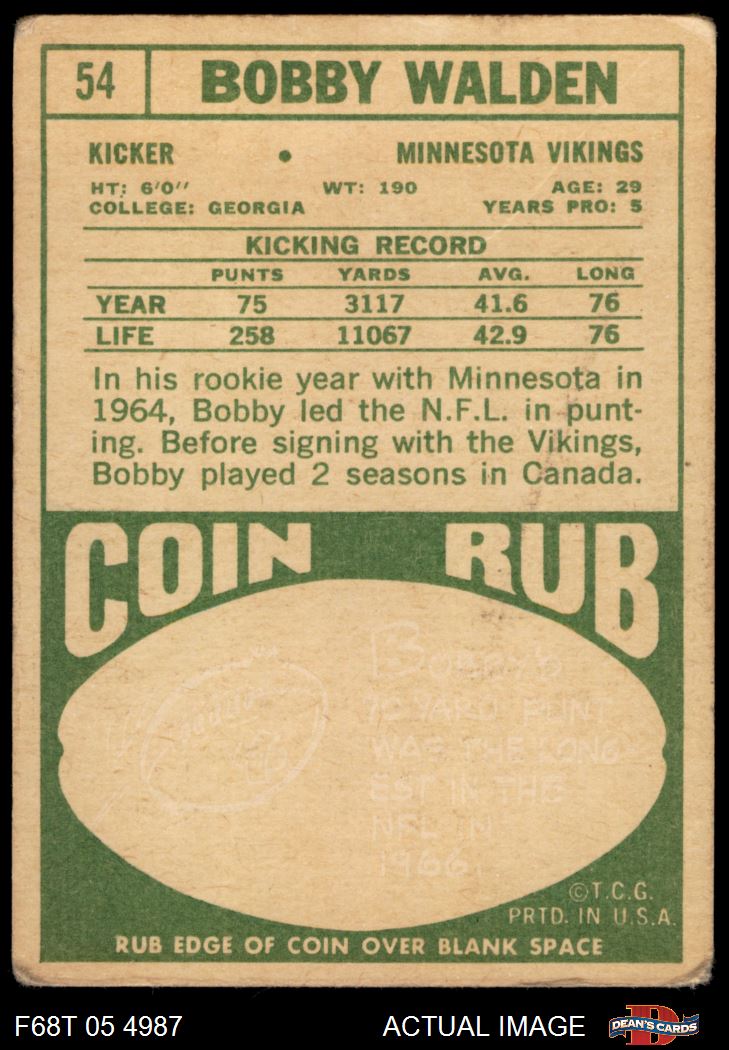 54 BOBBY WALDEN
KICKER • MINNESOTA VIKINGS
HT: 6'0" WT: 190 AGE: 29
COLLEGE: GEORGIA YEARS PRO: 5
KICKING RECORD
PUNTS YARDS AVG. LONG
YEAR 75 3117 41.6 76
LIFE 258 11067 42.9 76
In his rookie year with Minnesota in
1964, Bobby led the N.F.L. in punt-
ing. Before signing with the Vikings,
Bobby played 2 seasons in Canada.
COIN RUB
BOBBY'S
YARD PUNT
WAS THE LONG
EST IN THE
NFL IN
1966
©T.C.G.
PRTD. IN U.S.A.
RUB EDGE OF COIN OVER BLANK SPACE
F68T 05 4987 ACTUAL IMAGE DEAN'S CARDS